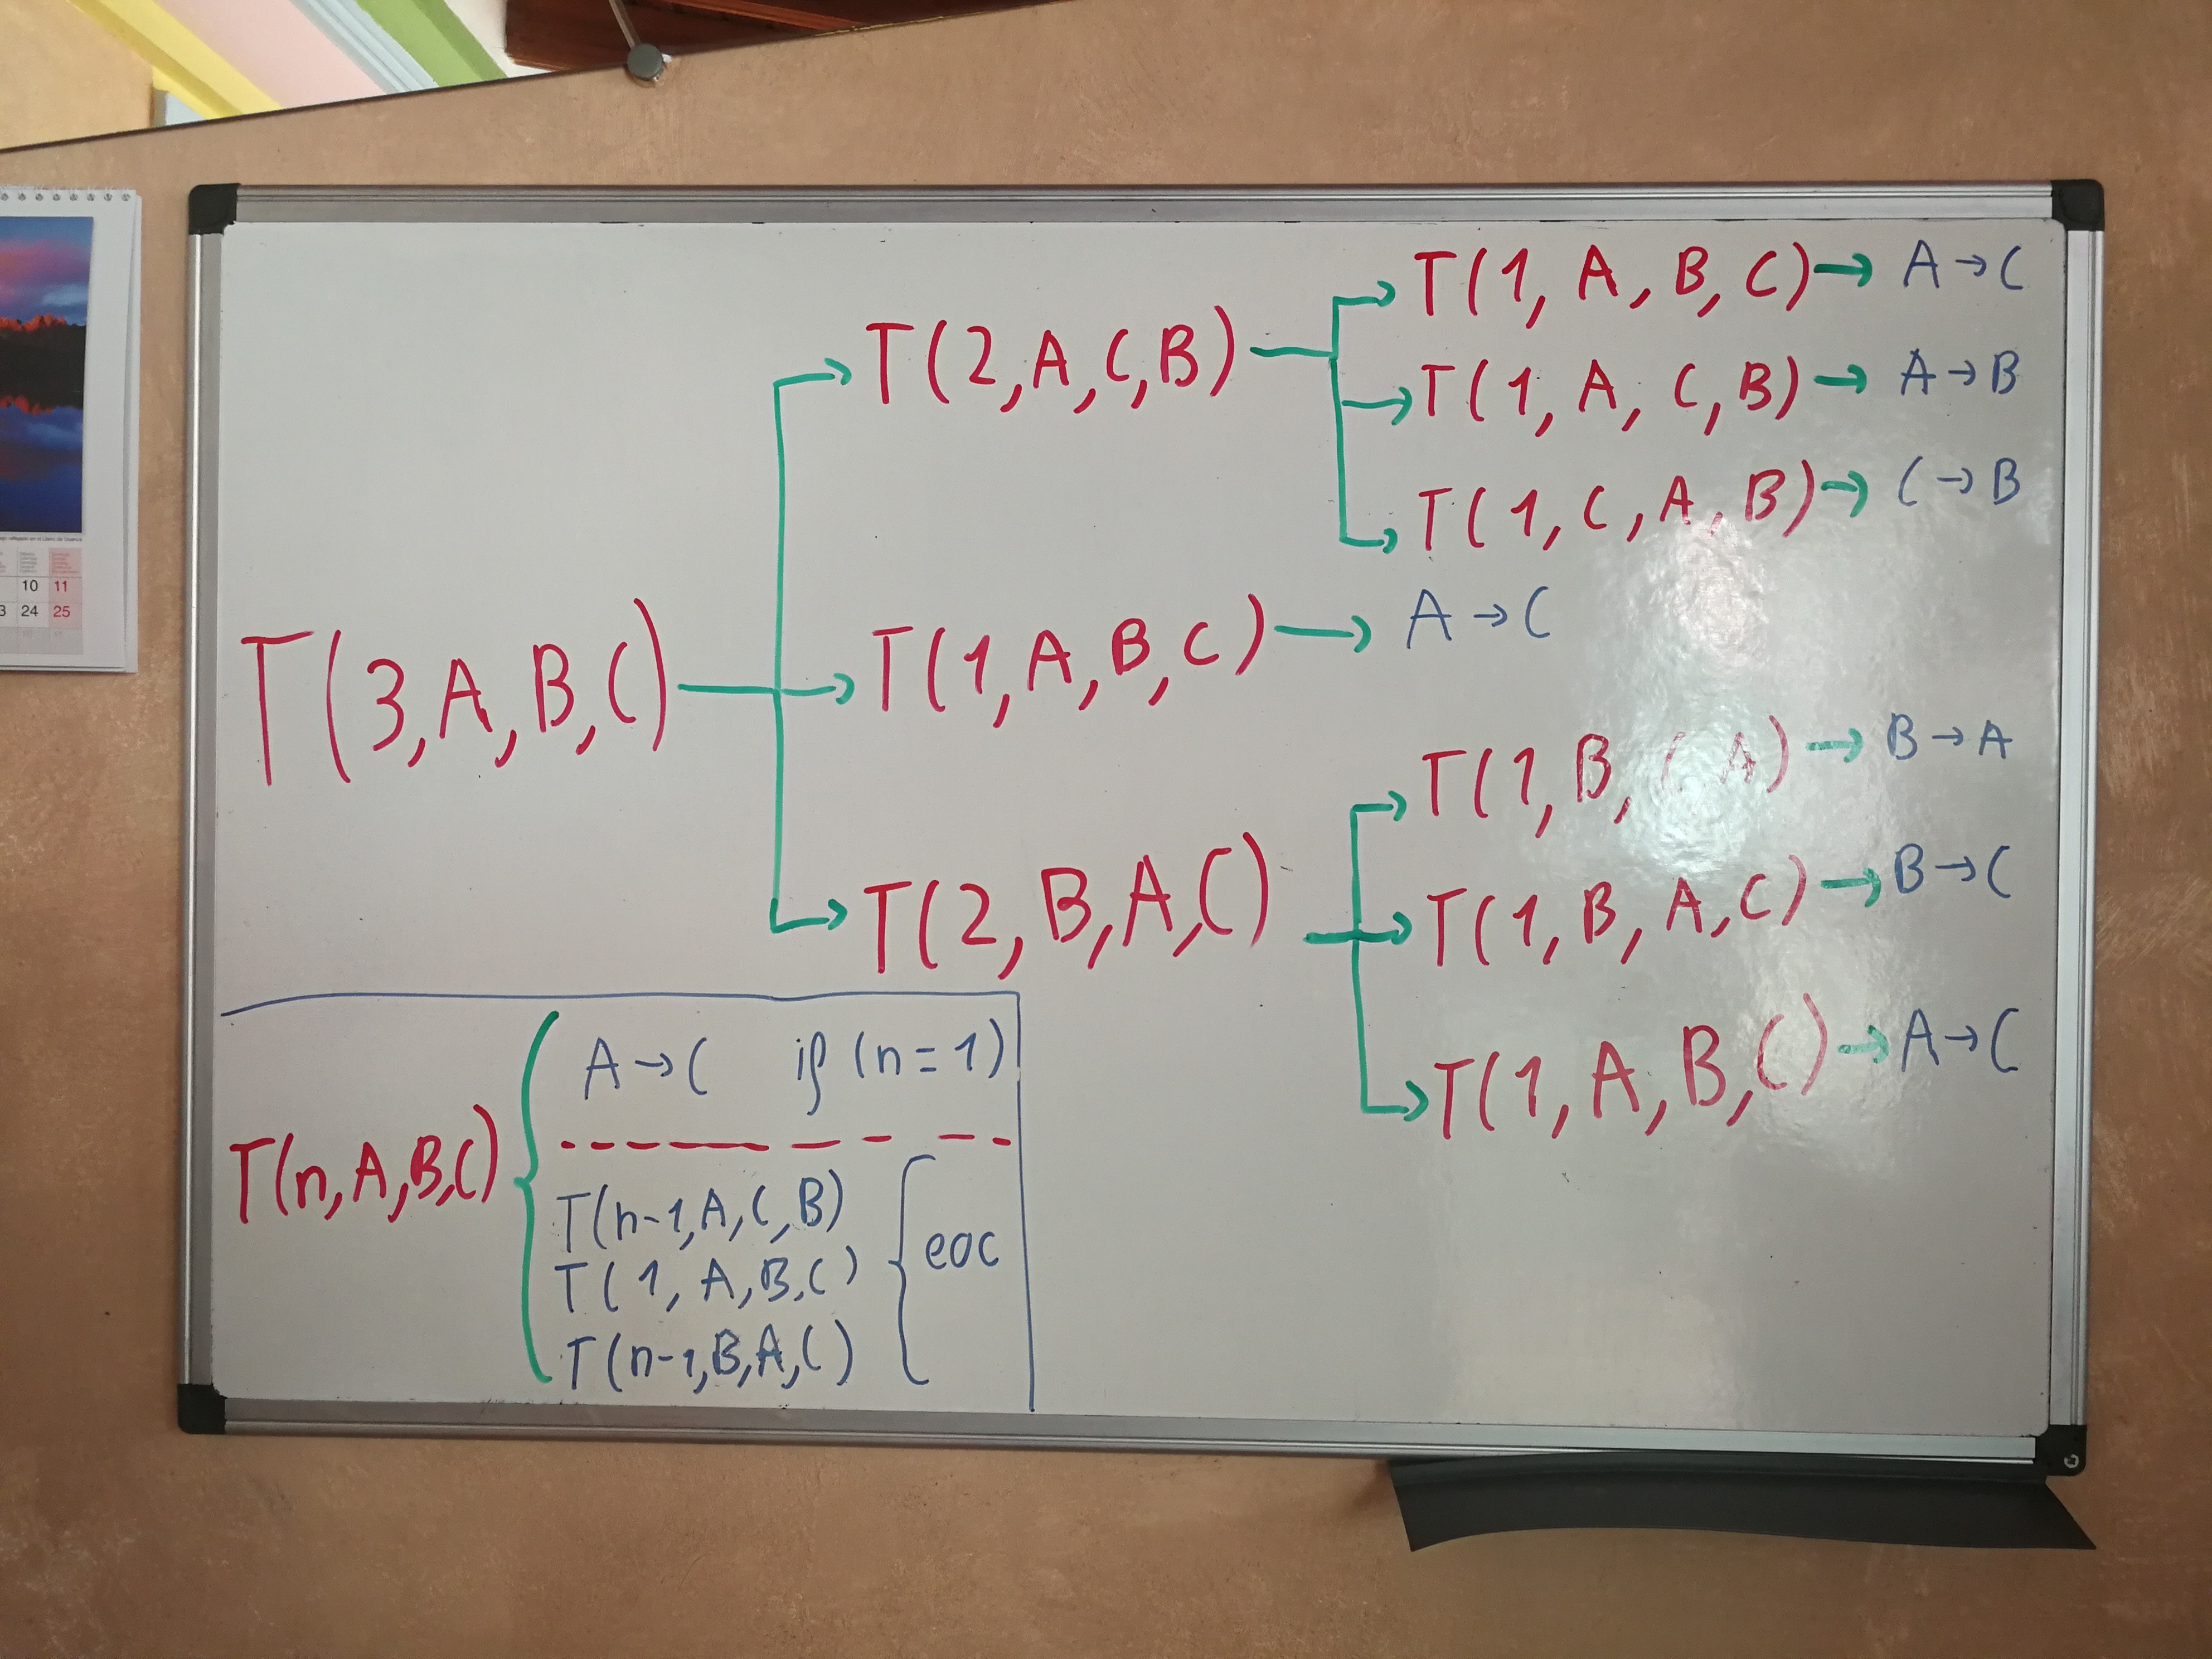 T(1, A, B, C) → A → C
T(2, A, C, B)
T(1, A, C, B) → A → B
T(1, C, A, B) → C → B
T(3, A, B, C)
T(1, A, B, C) → A → C
T(1, B, C A) → B → A
T(2, B, A, C)
T(1, B, A, C) → B → C
T(1, A, B, C) → A → C
T(n, A, B, C)
A → C if (n = 1)
T(n-1, A, C, B)
T(1, A, B, C)
T(n-1, B, A, C)
eoc
10 11
3 24 25